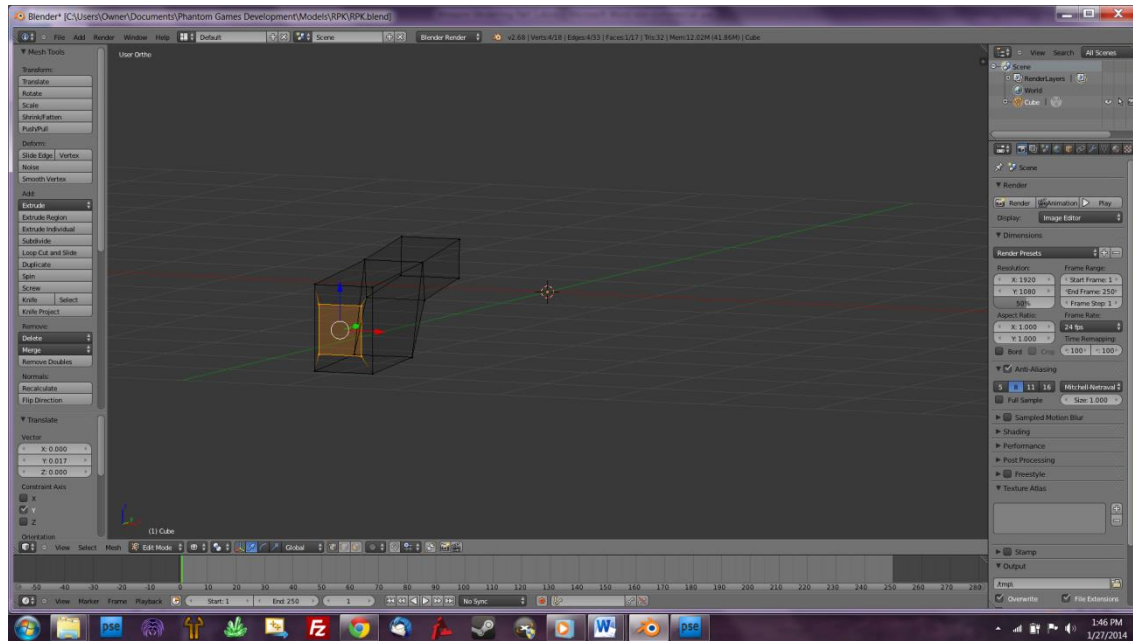 Blender* [C:\Users\Owner\Documents\Phantom Games Development\Models\RPK\RPK.blend]
File Add Render Window Help Default Scene Blender Render v2.68 | Verts:4/18 | Edges:4/33 | Faces:1/17 | Tris:32 | Mem:12.02M (41.86M) | Cube
Mesh Tools
Transform:
Translate
Rotate
Scale
Shrink/Fatten
Push/Pull
Deform:
Slide Edge Vertex
Noise
Smooth Vertex
Add:
Extrude
Extrude Region
Extrude Individual
Subdivide
Loop Cut and Slide
Duplicate
Spin
Screw
Knife Select
Knife Project
Remove:
Delete
Merge
Remove Doubles
Normals:
Recalculate
Flip Direction
Translate
Vector
X: 0.000
Y: 0.017
Z: 0.000
Constraint Axis
X
Y
Z
Orientation
User Ortho
(1) Cube
View Search All Scenes
Scene
RenderLayers
World
Cube
Scene
Render
Render Animation Play
Display: Image Editor
Dimensions
Render Presets
Resolution: Frame Range:
X: 1920 Start Frame: 1
Y: 1080 End Frame: 250
50% Frame Step: 1
Aspect Ratio: Frame Rate:
X: 1.000 24 fps
Y: 1.000 Time Remapping:
Bord Crop :100 :100
Anti-Aliasing
5 8 11 16 Mitchell-Netraval
Full Sample Size: 1.000
Sampled Motion Blur
Shading
Performance
Post Processing
Freestyle
Texture Atlas
Stamp
Output
/tmp\
Overwrite File Extensions
View Select Mesh Edit Mode Global
-50 -40 -30 -20 -10 0 10 20 30 40 50 60 70 80 90 100 110 120 130 140 150 160 170 180 190 200 210 220 230 240 250 260 270 280
View Marker Frame Playback Start: 1 End: 250 1 No Sync
pse Fz W pse
1:46 PM
1/27/2014